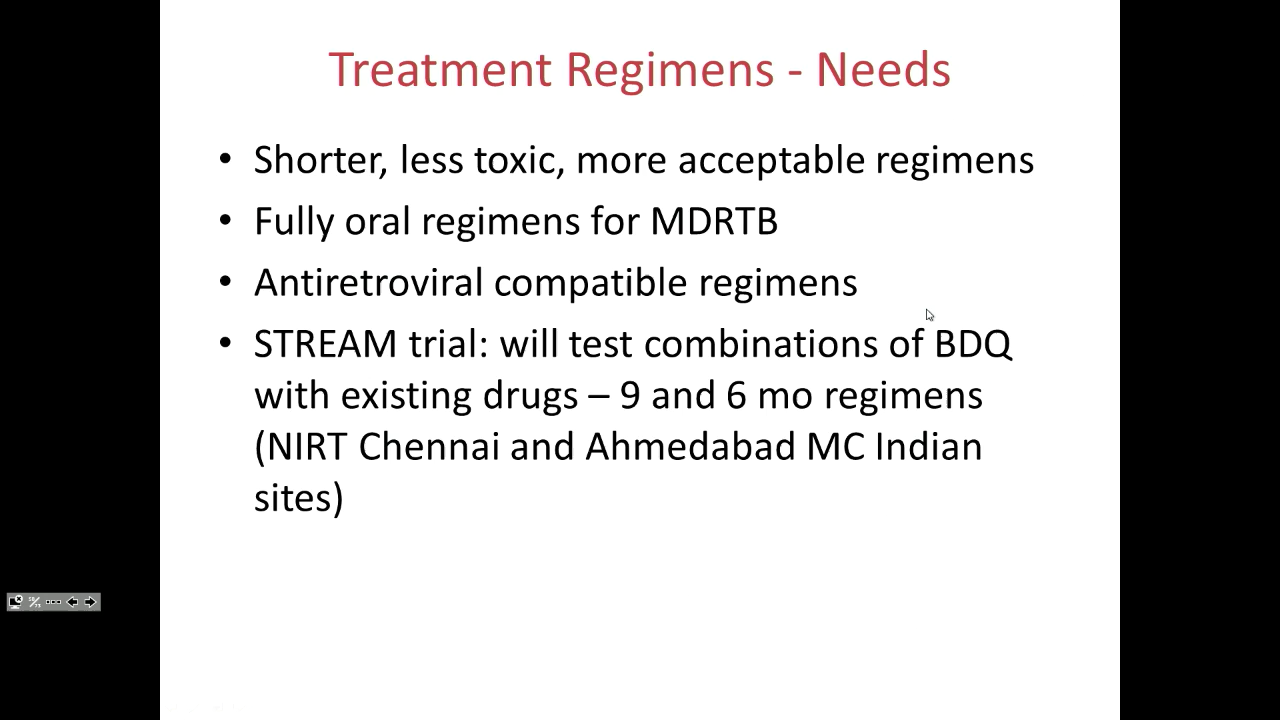 Treatment Regimens - Needs
• Shorter, less toxic, more acceptable regimens
• Fully oral regimens for MDRTB
• Antiretroviral compatible regimens
• STREAM trial: will test combinations of BDQ
with existing drugs – 9 and 6 mo regimens
(NIRT Chennai and Ahmedabad MC Indian
sites)